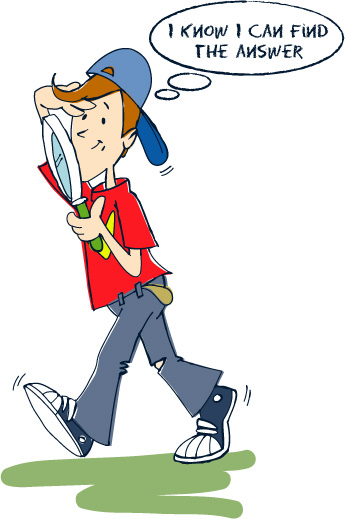 I KNOW I CAN FIND
THE ANSWER